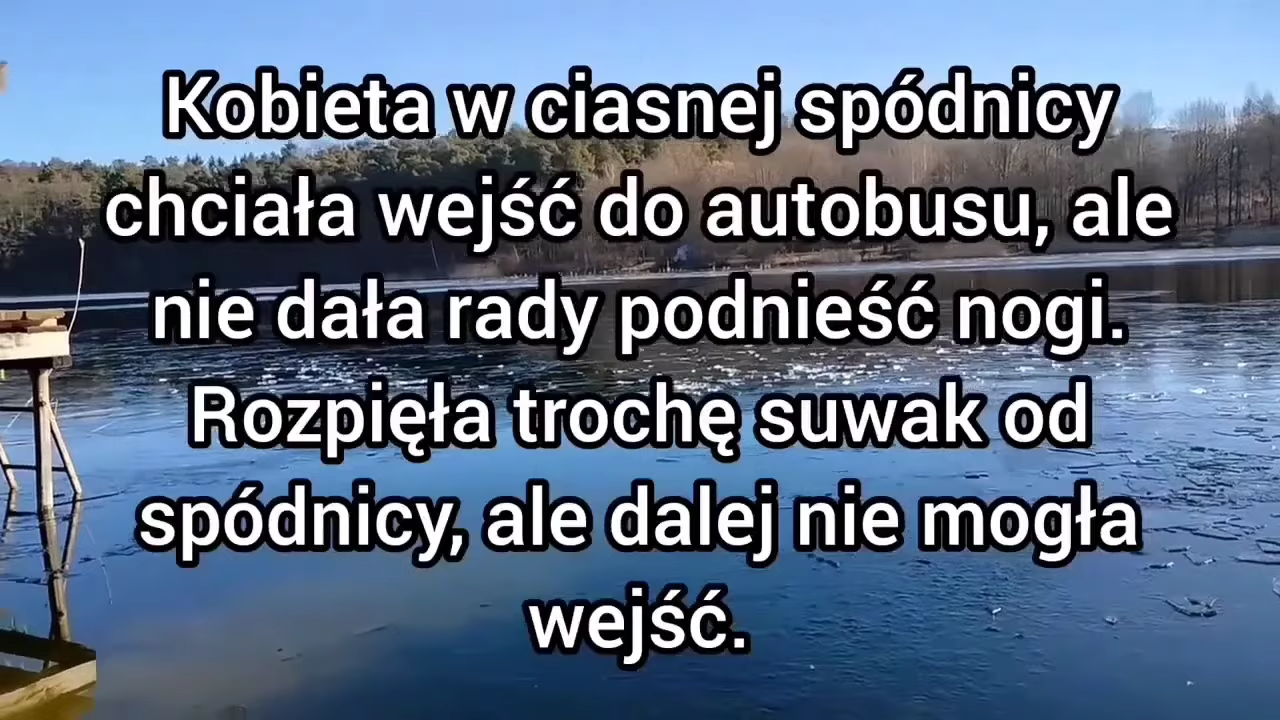 Kobieta w ciasnej spódnicy
chciała wejść do autobusu, ale
nie dała rady podnieść nogi.
Rozpięła trochę suwak od
spódnicy, ale dalej nie mogła
wejść.